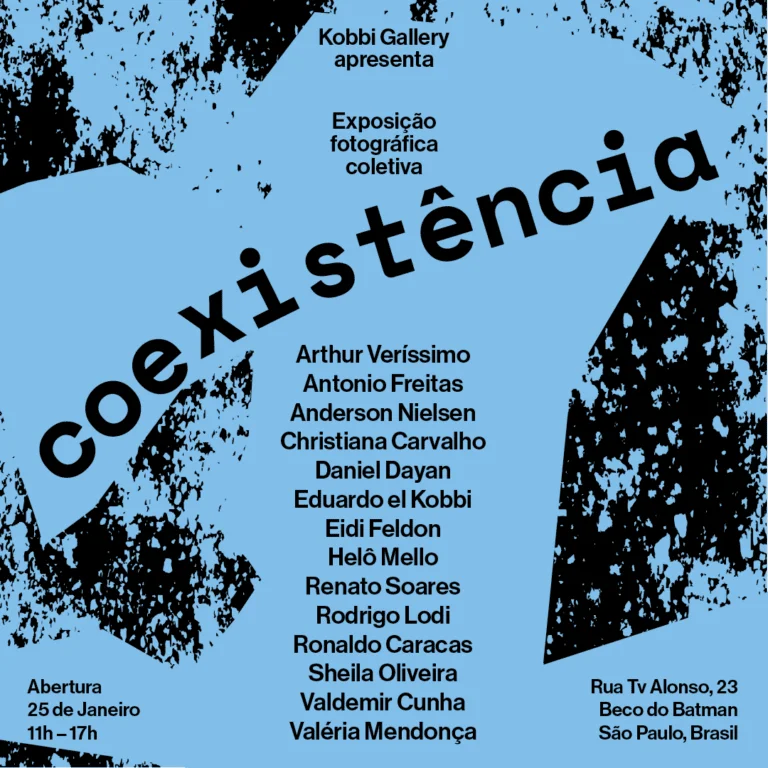 Kobbi Gallery
apresenta
Exposição
fotográfica
coletiva
coexistência
Arthur Veríssimo
Antonio Freitas
Anderson Nielsen
Christiana Carvalho
Daniel Dayan
Eduardo el Kobbi
Eidi Feldon
Helô Mello
Renato Soares
Rodrigo Lodi
Ronaldo Caracas
Sheila Oliveira
Valdemir Cunha
Valéria Mendonça
Abertura
25 de Janeiro
11h – 17h
Rua Tv Alonso, 23
Beco do Batman
São Paulo, Brasil